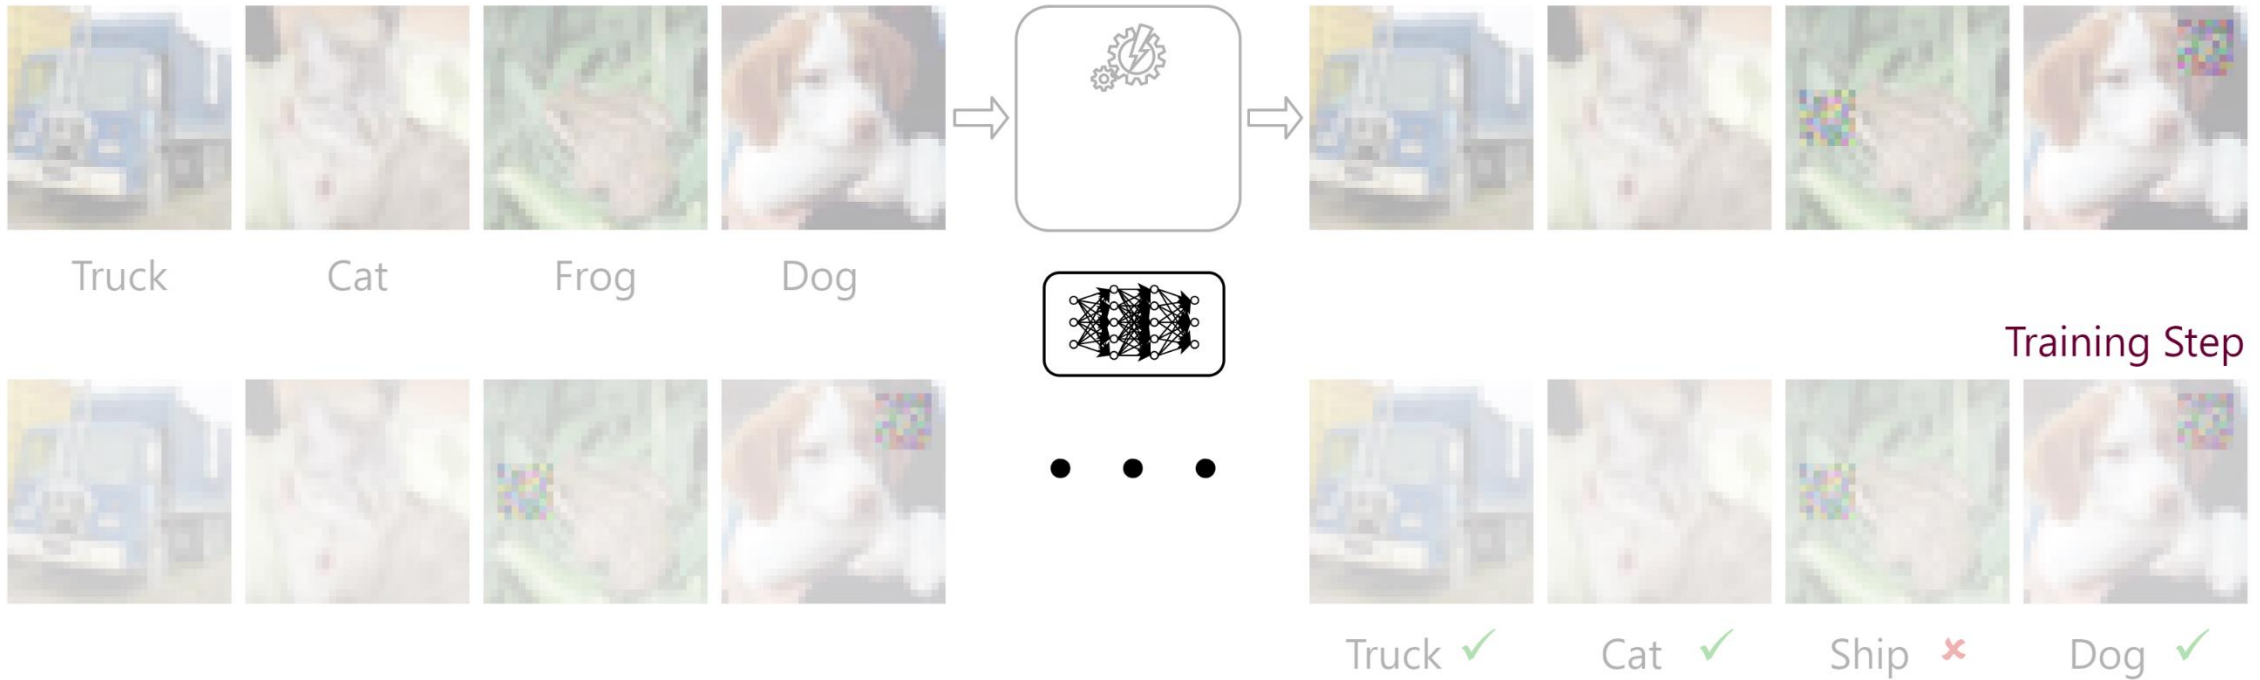 Truck Cat Frog Dog
Training Step
Truck ✓ Cat ✓ Ship ✘ Dog ✓